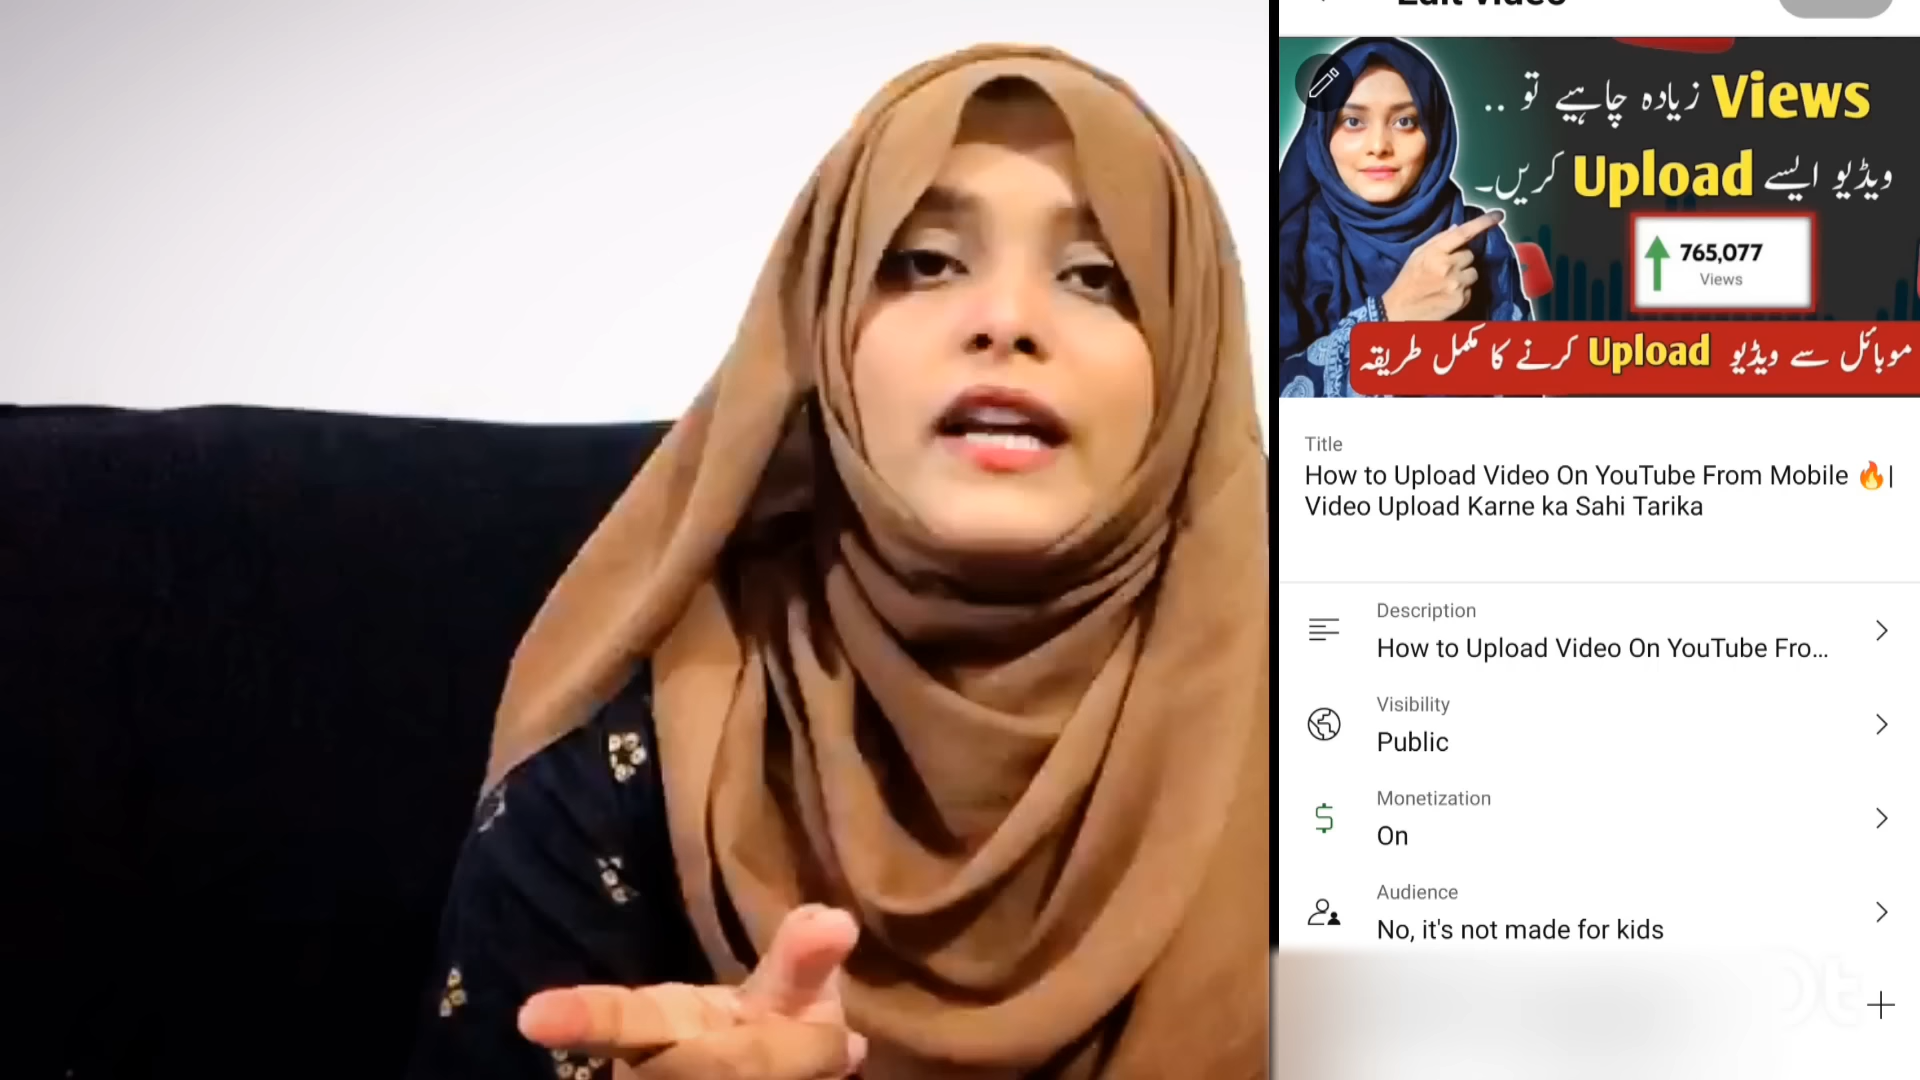 Edit video
Views زیادہ چاہیے تو ..
ویڈیو ایسے Upload کریں۔
765,077
Views
موبائل سے ویڈیو Upload کرنے کا مکمل طریقہ
Title
How to Upload Video On YouTube From Mobile 🔥|
Video Upload Karne ka Sahi Tarika
Description
How to Upload Video On YouTube Fro...
Visibility
Public
Monetization
On
Audience
No, it's not made for kids